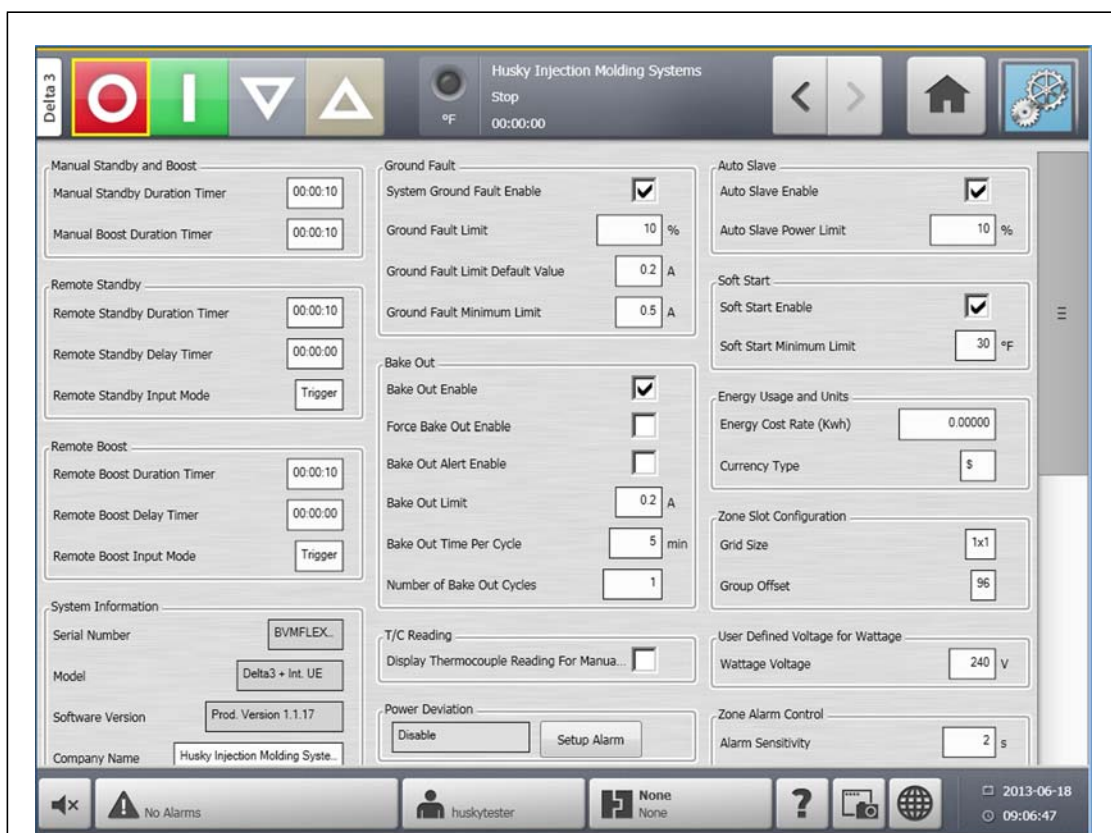 Delta 3
Husky Injection Molding Systems
Stop
°F
00:00:00
Manual Standby and Boost
Manual Standby Duration Timer 00:00:10
Manual Boost Duration Timer 00:00:10
Remote Standby
Remote Standby Duration Timer 00:00:10
Remote Standby Delay Timer 00:00:00
Remote Standby Input Mode Trigger
Remote Boost
Remote Boost Duration Timer 00:00:10
Remote Boost Delay Timer 00:00:00
Remote Boost Input Mode Trigger
System Information
Serial Number BVMFLEX...
Model Delta3 + Int. UE
Software Version Prod. Version 1.1.17
Company Name Husky Injection Molding Syste...
Ground Fault
System Ground Fault Enable
Ground Fault Limit 10 %
Ground Fault Limit Default Value 0.2 A
Ground Fault Minimum Limit 0.5 A
Bake Out
Bake Out Enable
Force Bake Out Enable
Bake Out Alert Enable
Bake Out Limit 0.2 A
Bake Out Time Per Cycle 5 min
Number of Bake Out Cycles 1
T/C Reading
Display Thermocouple Reading For Manua...
Power Deviation
Disable Setup Alarm
Auto Slave
Auto Slave Enable
Auto Slave Power Limit 10 %
Soft Start
Soft Start Enable
Soft Start Minimum Limit 30 °F
Energy Usage and Units
Energy Cost Rate (Kwh) 0.00000
Currency Type $
Zone Slot Configuration
Grid Size 1x1
Group Offset 96
User Defined Voltage for Wattage
Wattage Voltage 240 V
Zone Alarm Control
Alarm Sensitivity 2 s
No Alarms
huskytester
None
None
?
2013-06-18
09:06:47